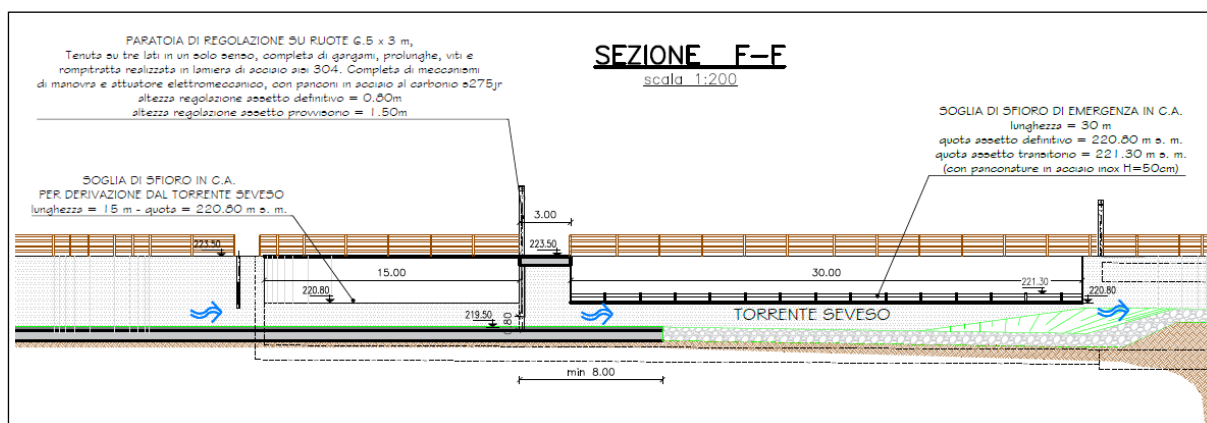 PARATOIA DI REGOLAZIONE SU RUOTE 6.5 x 3 m,
Tenuta su tre lati in un solo senso, completa di gargami, prolunghe, viti e
rompitratta realizzata in lamiera di acciaio aisi 304. Completa di meccanismi
di manovra e attuatore elettromeccanico, con panconi in acciaio al carbonio s275jr
altezza regolazione assetto definitivo = 0.80m
altezza regolazione assetto provvisorio = 1.50m
SEZIONE F-F
scala 1:200
SOGLIA DI SFIORO DI EMERGENZA IN C.A.
lunghezza = 30 m
quota assetto definitivo = 220.80 m s. m.
quota assetto transitorio = 221.30 m s. m.
(con panconature in acciaio inox H=50cm)
SOGLIA DI SFIORO IN C.A.
PER DERIVAZIONE DAL TORRENTE SEVESO
lunghezza = 15 m - quota = 220.80 m s. m.
3.00
223.50
223.50
15.00
30.00
220.80
221.30
220.80
219.50
0.80
TORRENTE SEVESO
min 8.00